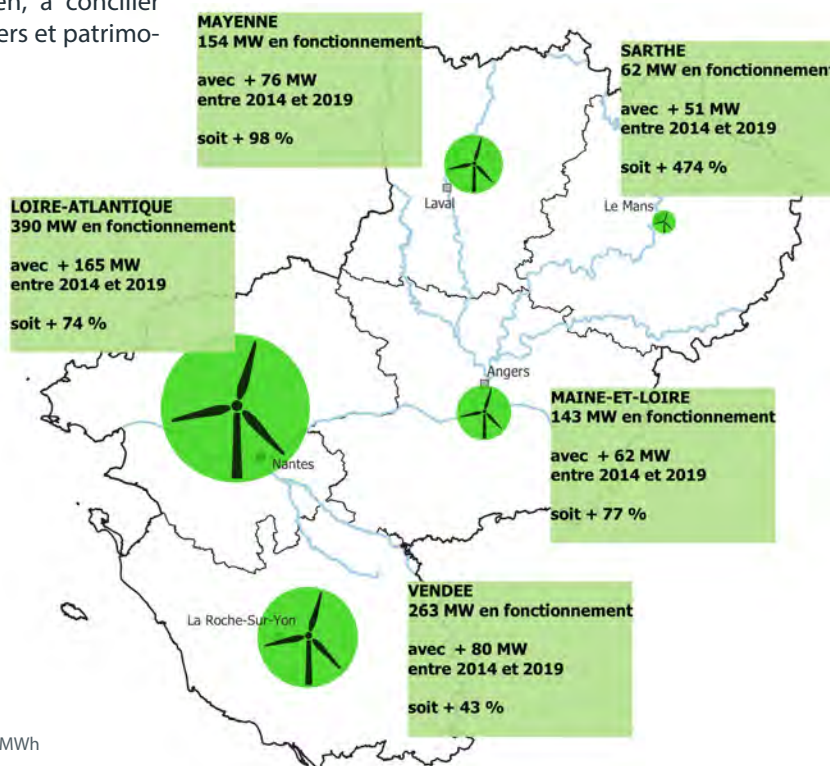 en, à concilier
ers et patrimo-
MAYENNE
154 MW en fonctionnement
avec + 76 MW
entre 2014 et 2019
soit + 98 %
SARTHE
62 MW en fonctionnement
avec + 51 MW
entre 2014 et 2019
soit + 474 %
Laval
Le Mans
LOIRE-ATLANTIQUE
390 MW en fonctionnement
avec + 165 MW
entre 2014 et 2019
soit + 74 %
Angers
MAINE-ET-LOIRE
143 MW en fonctionnement
avec + 62 MW
entre 2014 et 2019
soit + 77 %
Nantes
VENDEE
263 MW en fonctionnement
avec + 80 MW
entre 2014 et 2019
soit + 43 %
La Roche-Sur-Yon
MWh